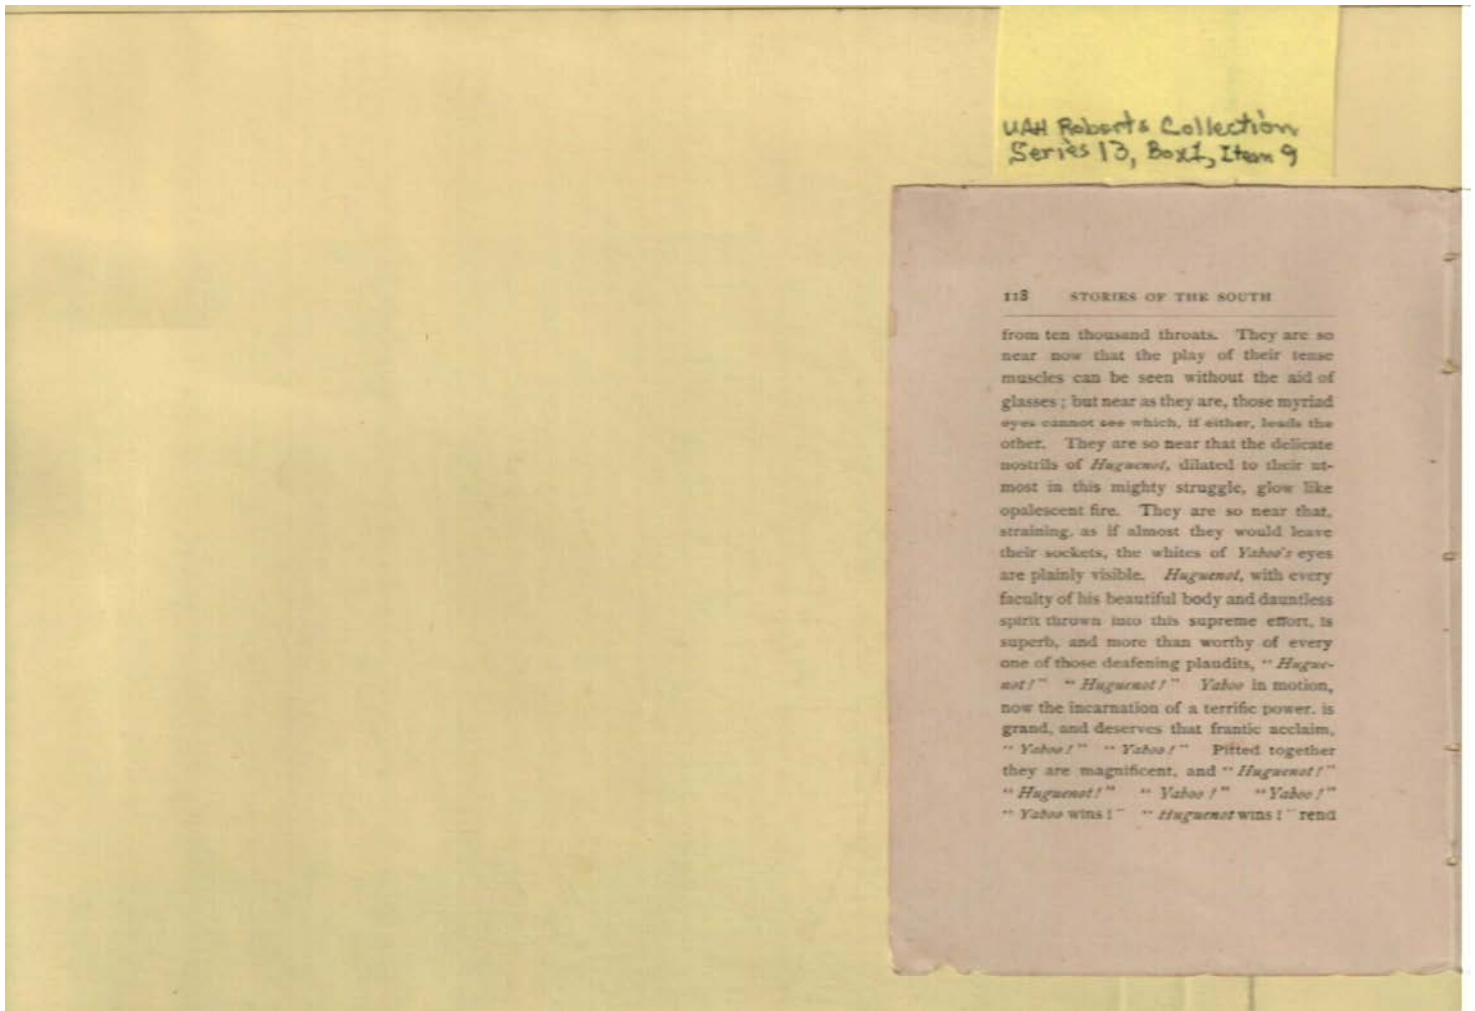 UAH Roberts Collection
Series 13, Box1, Item 9
118 STORIES OF THE SOUTH
from ten thousand throats. They are so
near now that the play of their tense
muscles can be seen without the aid of
glasses ; but near as they are, those myriad
eyes cannot see which, if either, leads the
other. They are so near that the delicate
nostrils of Huguenot, dilated to their ut-
most in this mighty struggle, glow like
opalescent fire. They are so near that,
straining, as if almost they would leave
their sockets, the whites of Yahoo's eyes
are plainly visible. Huguenot, with every
faculty of his beautiful body and dauntless
spirit thrown into this supreme effort, is
superb, and more than worthy of every
one of those deafening plaudits, " Hugue-
not ! " " Huguenot ! " Yahoo in motion,
now the incarnation of a terrific power, is
grand, and deserves that frantic acclaim,
" Yahoo ! " " Yahoo ! " Pitted together
they are magnificent, and " Huguenot ! "
" Huguenot ! " " Yahoo ! " " Yahoo ! "
" Yahoo wins ! " " Huguenot wins ! " rend